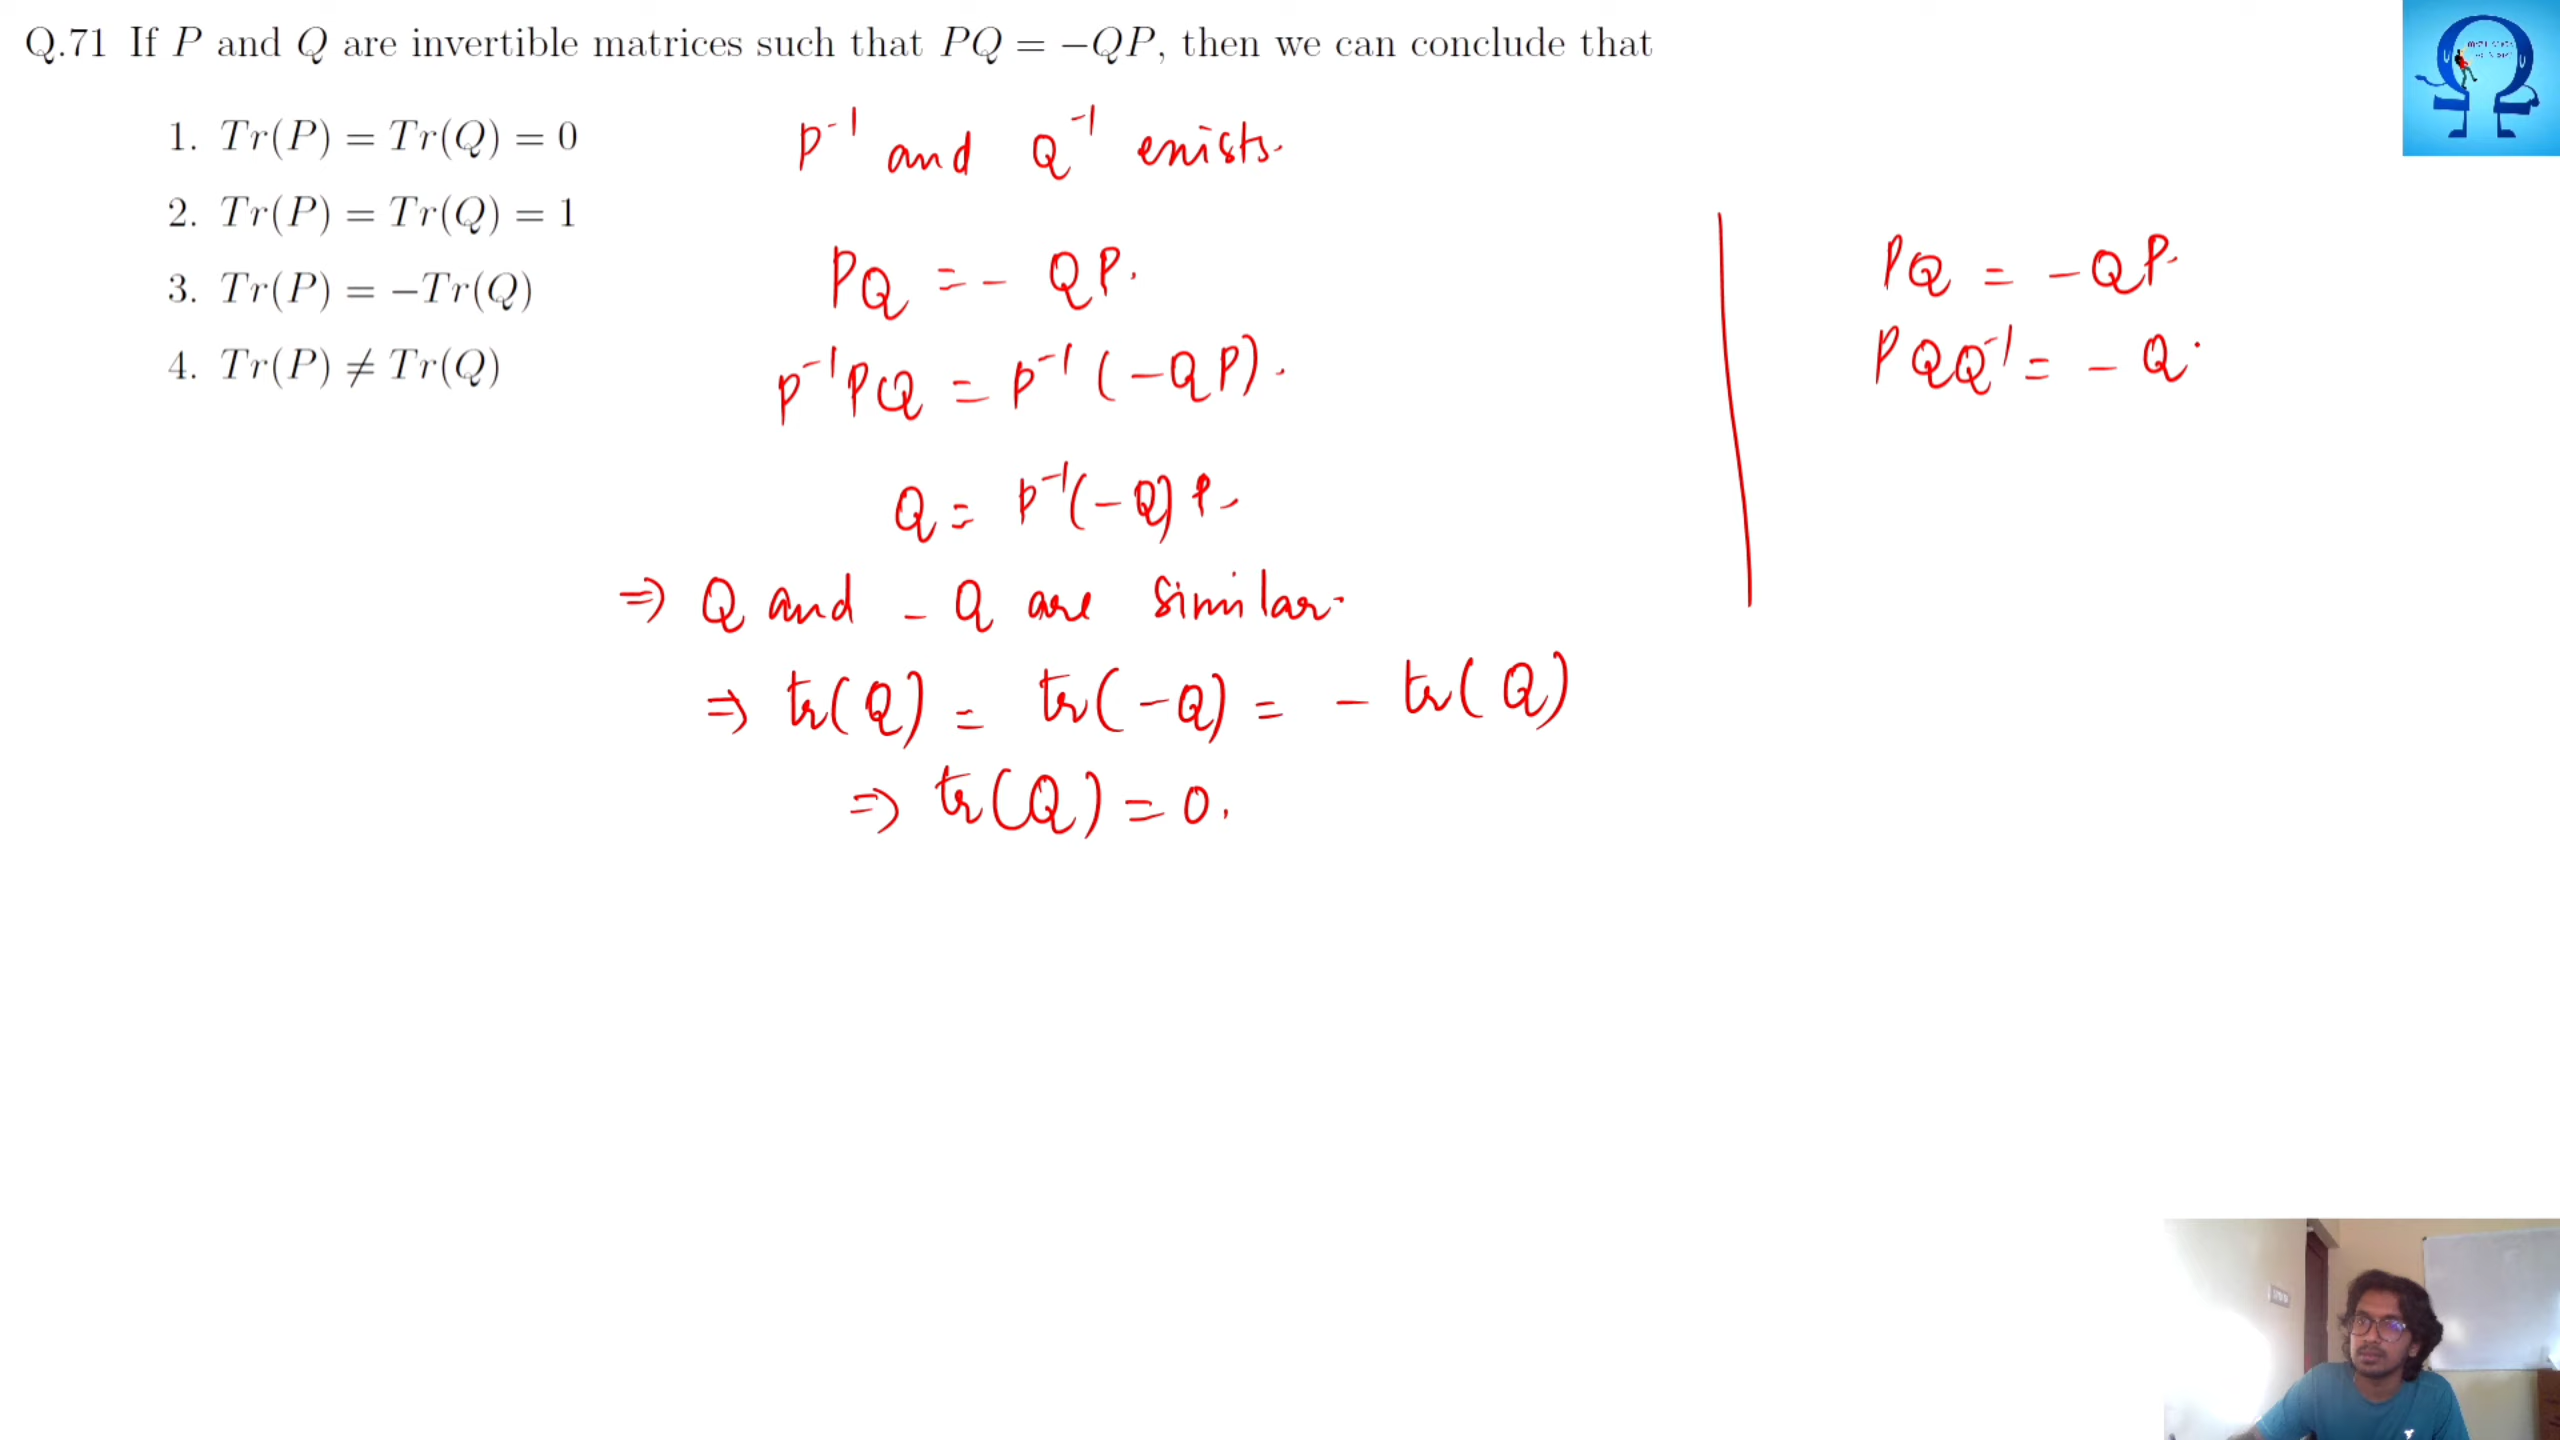 Q.71 If P and Q are invertible matrices such that PQ = −QP, then we can conclude that
1. Tr(P) = Tr(Q) = 0
2. Tr(P) = Tr(Q) = 1
3. Tr(P) = −Tr(Q)
4. Tr(P) ≠ Tr(Q)
P⁻¹ and Q⁻¹ exists.
PQ = − QP.
P⁻¹PQ = P⁻¹(−QP).
Q = P⁻¹(−Q)P.
⇒ Q and −Q are similar.
⇒ tr(Q) = tr(−Q) = − tr(Q)
⇒ tr(Q) = 0.
PQ = −QP.
PQQ⁻¹ = − Q